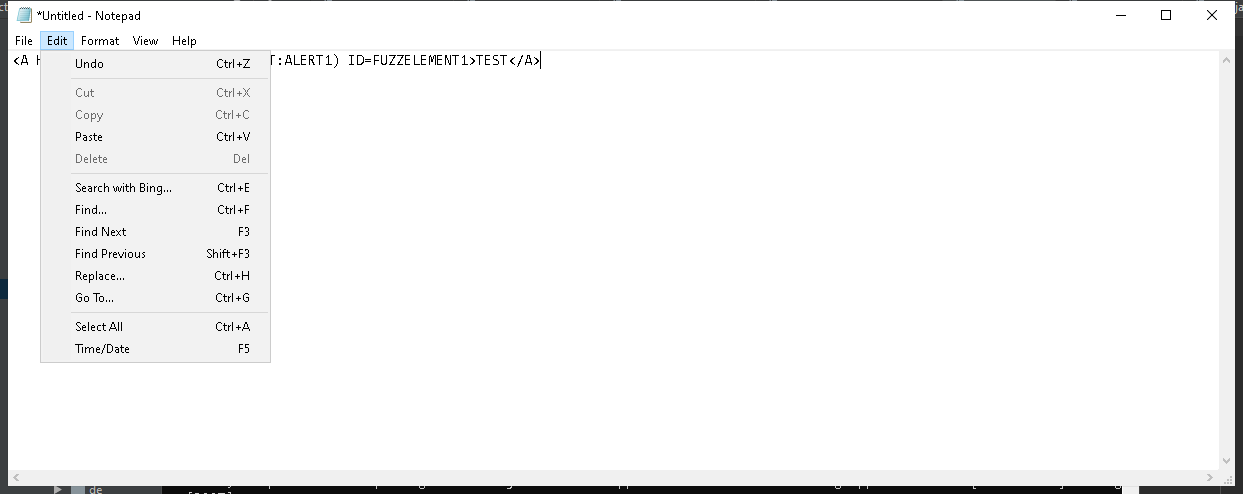 *Untitled - Notepad
File Edit Format View Help
<A H T:ALERT1) ID=FUZZELEMENT1>TEST</A>
Undo Ctrl+Z
Cut Ctrl+X
Copy Ctrl+C
Paste Ctrl+V
Delete Del
Search with Bing... Ctrl+E
Find... Ctrl+F
Find Next F3
Find Previous Shift+F3
Replace... Ctrl+H
Go To... Ctrl+G
Select All Ctrl+A
Time/Date F5
de